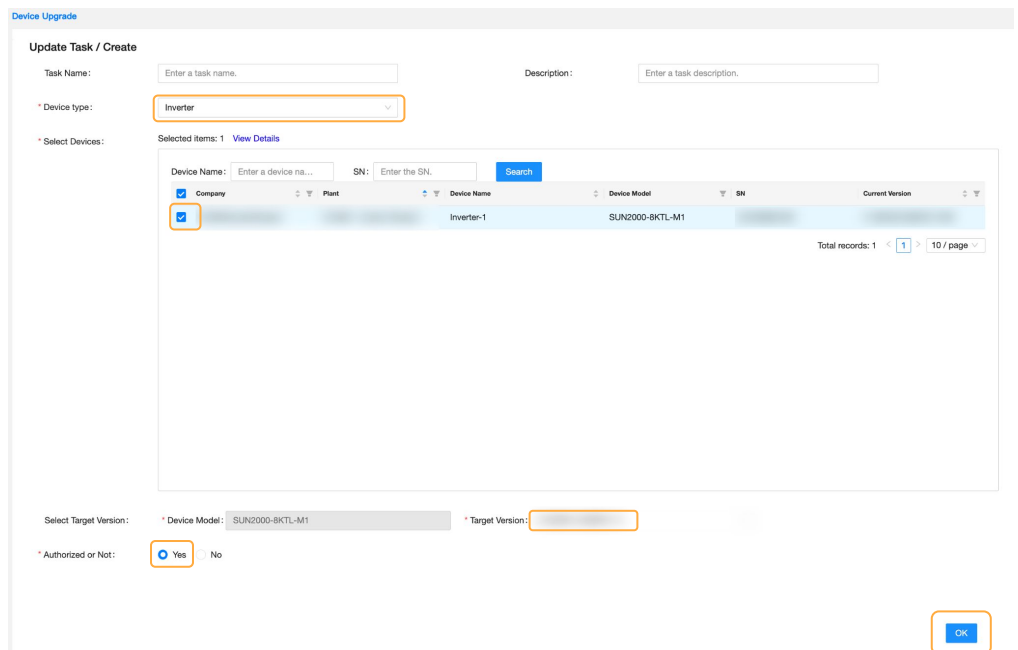 Device Upgrade
Update Task / Create
Task Name: Enter a task name. Description: Enter a task description.
* Device type: Inverter
* Select Devices: Selected items: 1 View Details
Device Name: Enter a device na... SN: Enter the SN. Search
Company Plant Device Name Device Model SN Current Version
Inverter-1 SUN2000-8KTL-M1
Total records: 1 < 1 > 10 / page
Select Target Version: * Device Model: SUN2000-8KTL-M1 * Target Version:
* Authorized or Not: Yes No
OK